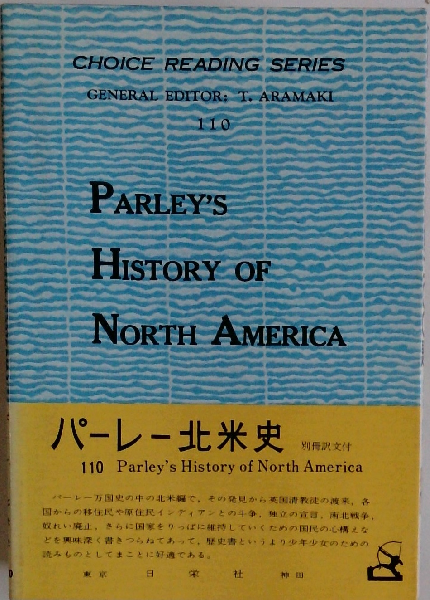 CHOICE READING SERIES
GENERAL EDITOR; T. ARAMAKI
110
PARLEY'S
HISTORY OF
NORTH AMERICA
パーレー北米史 別冊訳文付
110 Parley's History of North America
パーレー万国史の中の北米編で、その発見から英国清教徒の渡来、各
国からの移住民や原住民インディアンとの斗争、独立の宣言、南北戦争、
奴れい廃止、さらに国家をりっぱに維持していくための国民の心構えな
どを興味深く書きつらねてあって、歴史書というより少年少女のための
読みものとしてまことに好適である。
東京 日栄社 神田